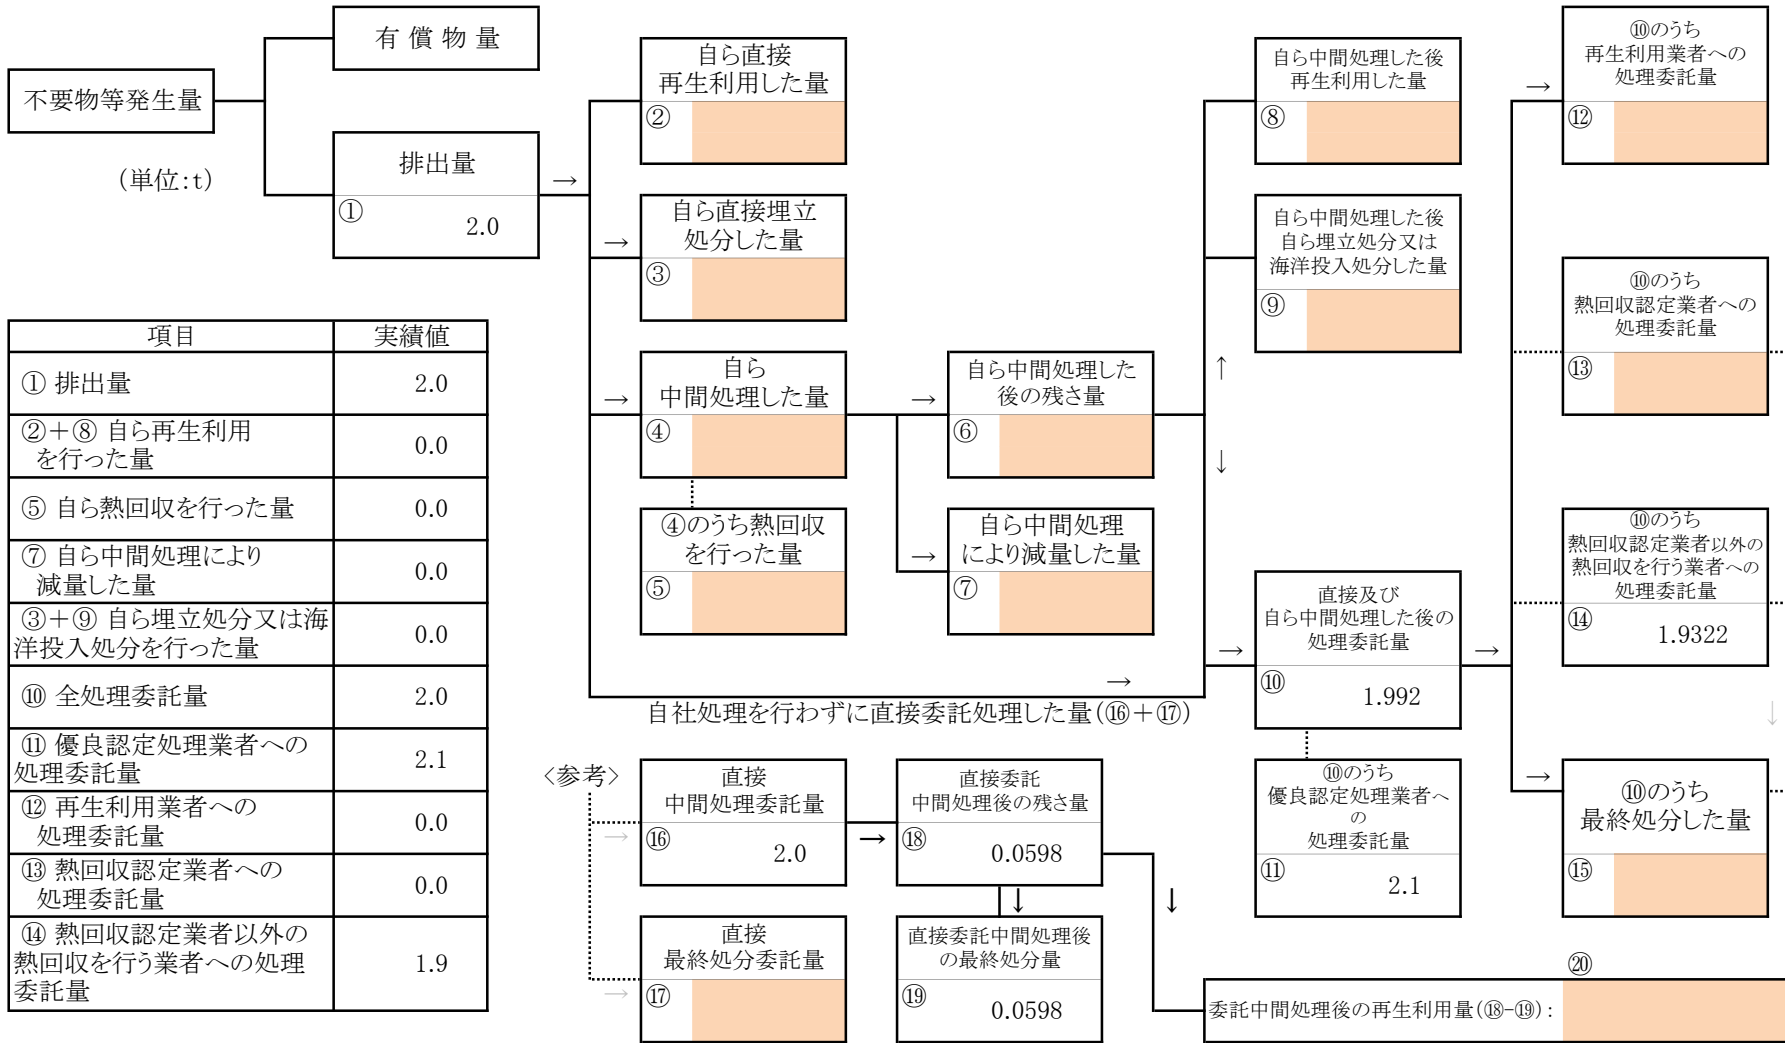 有 償 物 量
不要物等発生量
(単位:t)
排出量
①
2.0
→
自ら直接
再生利用した量
②
→
自ら直接埋立
処分した量
③
→
自ら
中間処理した量
④
④のうち熱回収
を行った量
⑤
→
自ら中間処理した
後の残さ量
⑥
→
自ら中間処理
により減量した量
⑦
自ら中間処理した後
再生利用した量
⑧
自ら中間処理した後
自ら埋立処分又は
海洋投入処分した量
⑨
↑
↓
→
自社処理を行わずに直接委託処理した量(⑯+⑰)
→
直接及び
自ら中間処理した後の
処理委託量
⑩
1.992
→
⑩のうち
優良認定処理業者へ
の
処理委託量
⑪
2.1
→
⑩のうち
再生利用業者への
処理委託量
⑫
⑩のうち
熱回収認定業者への
処理委託量
⑬
⑩のうち
熱回収認定業者以外の
熱回収を行う業者への
処理委託量
⑭
1.9322
↓
→
⑩のうち
最終処分した量
⑮
項目 実績値
① 排出量 2.0
②+⑧ 自ら再生利用
を行った量 0.0
⑤ 自ら熱回収を行った量 0.0
⑦ 自ら中間処理により
減量した量 0.0
③+⑨ 自ら埋立処分又は海
洋投入処分を行った量 0.0
⑩ 全処理委託量 2.0
⑪ 優良認定処理業者への
処理委託量 2.1
⑫ 再生利用業者への
処理委託量 0.0
⑬ 熱回収認定業者への
処理委託量 0.0
⑭ 熱回収認定業者以外の
熱回収を行う業者への処理
委託量 1.9
<参考>
→
直接
中間処理委託量
⑯
2.0
→
直接委託
中間処理後の残さ量
⑱
0.0598
↓
↓
→
直接
最終処分委託量
⑰
直接委託中間処理後
の最終処分量
⑲
0.0598
⑳
委託中間処理後の再生利用量(⑱-⑲):